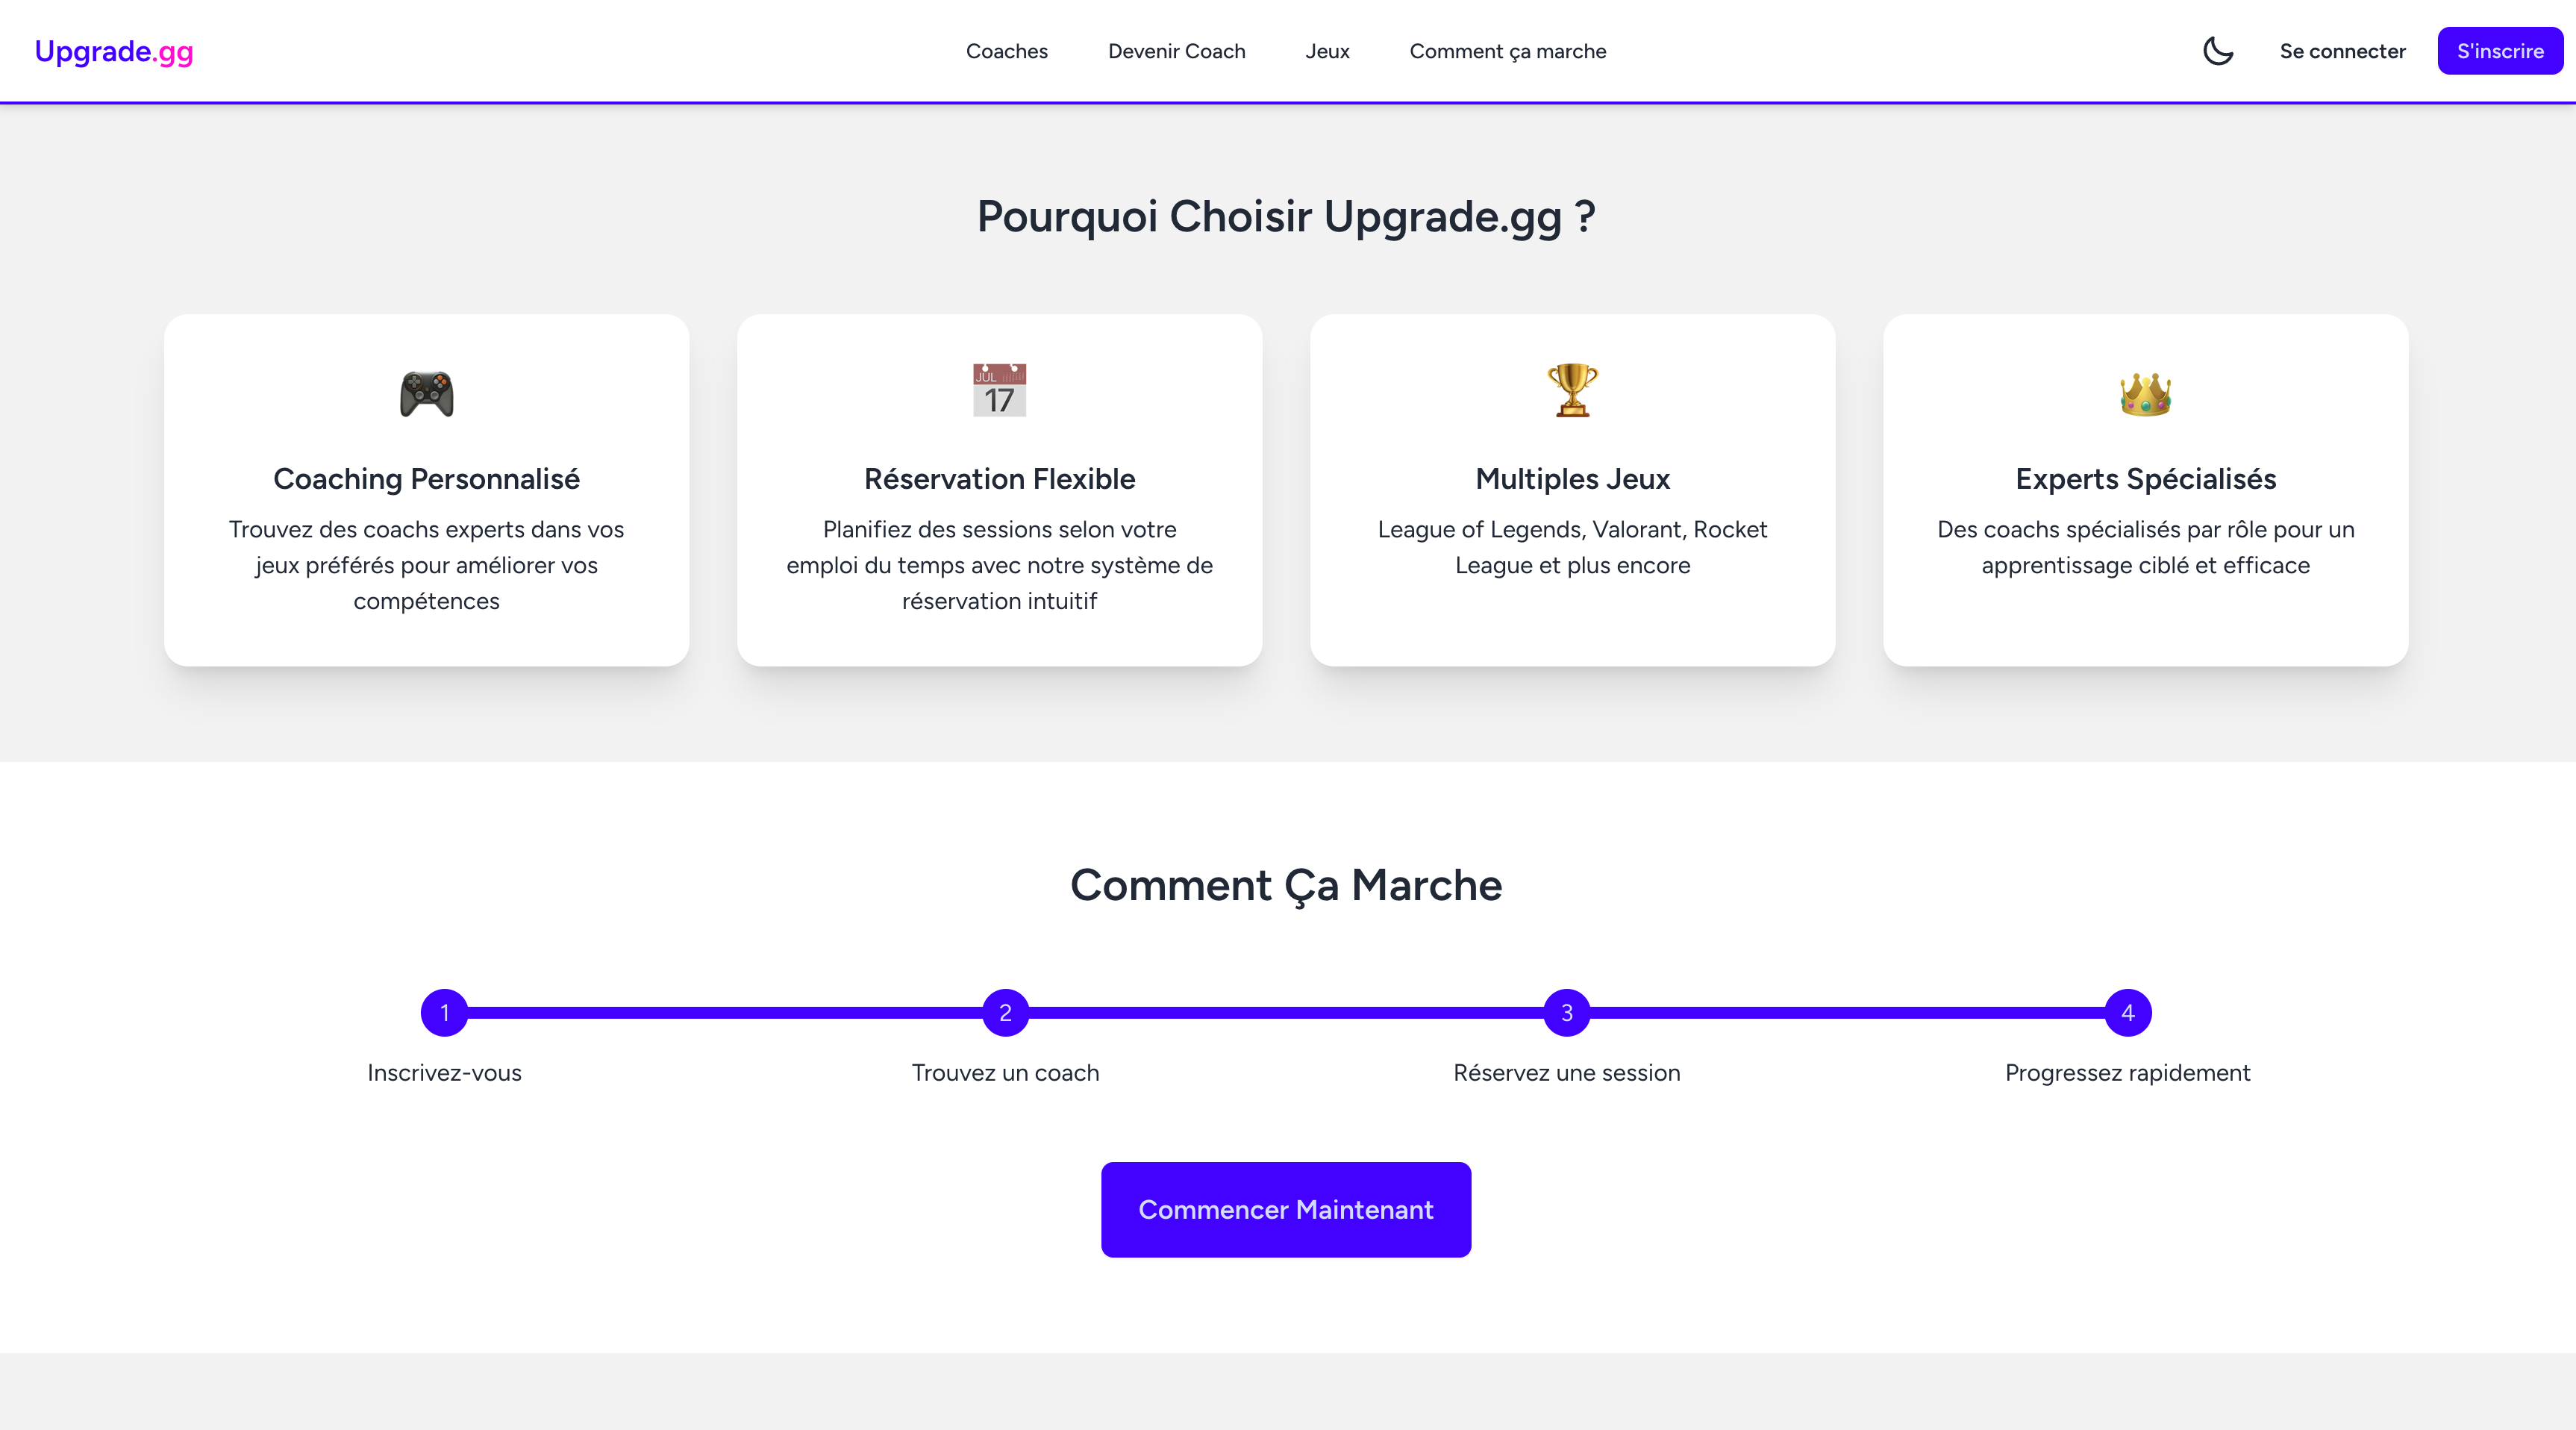 Upgrade.gg
Coaches
Devenir Coach
Jeux
Comment ça marche
Se connecter
S'inscrire
Pourquoi Choisir Upgrade.gg ?
JUL
17
Coaching Personnalisé
Trouvez des coachs experts dans vos
jeux préférés pour améliorer vos
compétences
Réservation Flexible
Planifiez des sessions selon votre
emploi du temps avec notre système de
réservation intuitif
Multiples Jeux
League of Legends, Valorant, Rocket
League et plus encore
Experts Spécialisés
Des coachs spécialisés par rôle pour un
apprentissage ciblé et efficace
Comment Ça Marche
1
2
3
4
Inscrivez-vous
Trouvez un coach
Réservez une session
Progressez rapidement
Commencer Maintenant